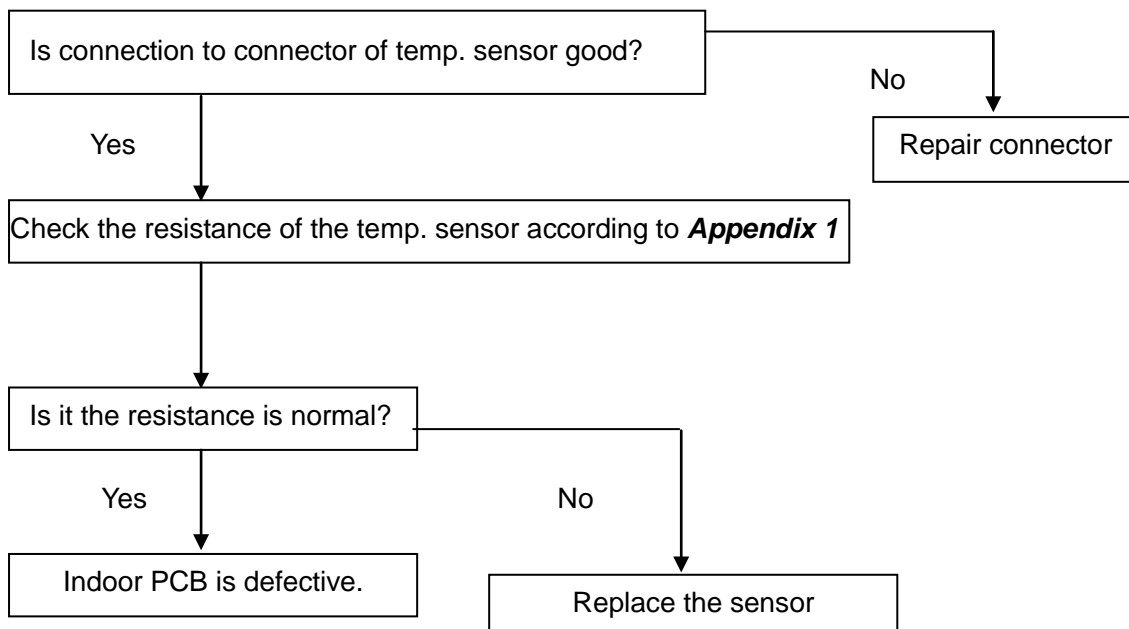 Is connection to connector of temp. sensor good?
No
Yes
Repair connector
Check the resistance of the temp. sensor according to Appendix 1
Is it the resistance is normal?
Yes
No
Indoor PCB is defective.
Replace the sensor